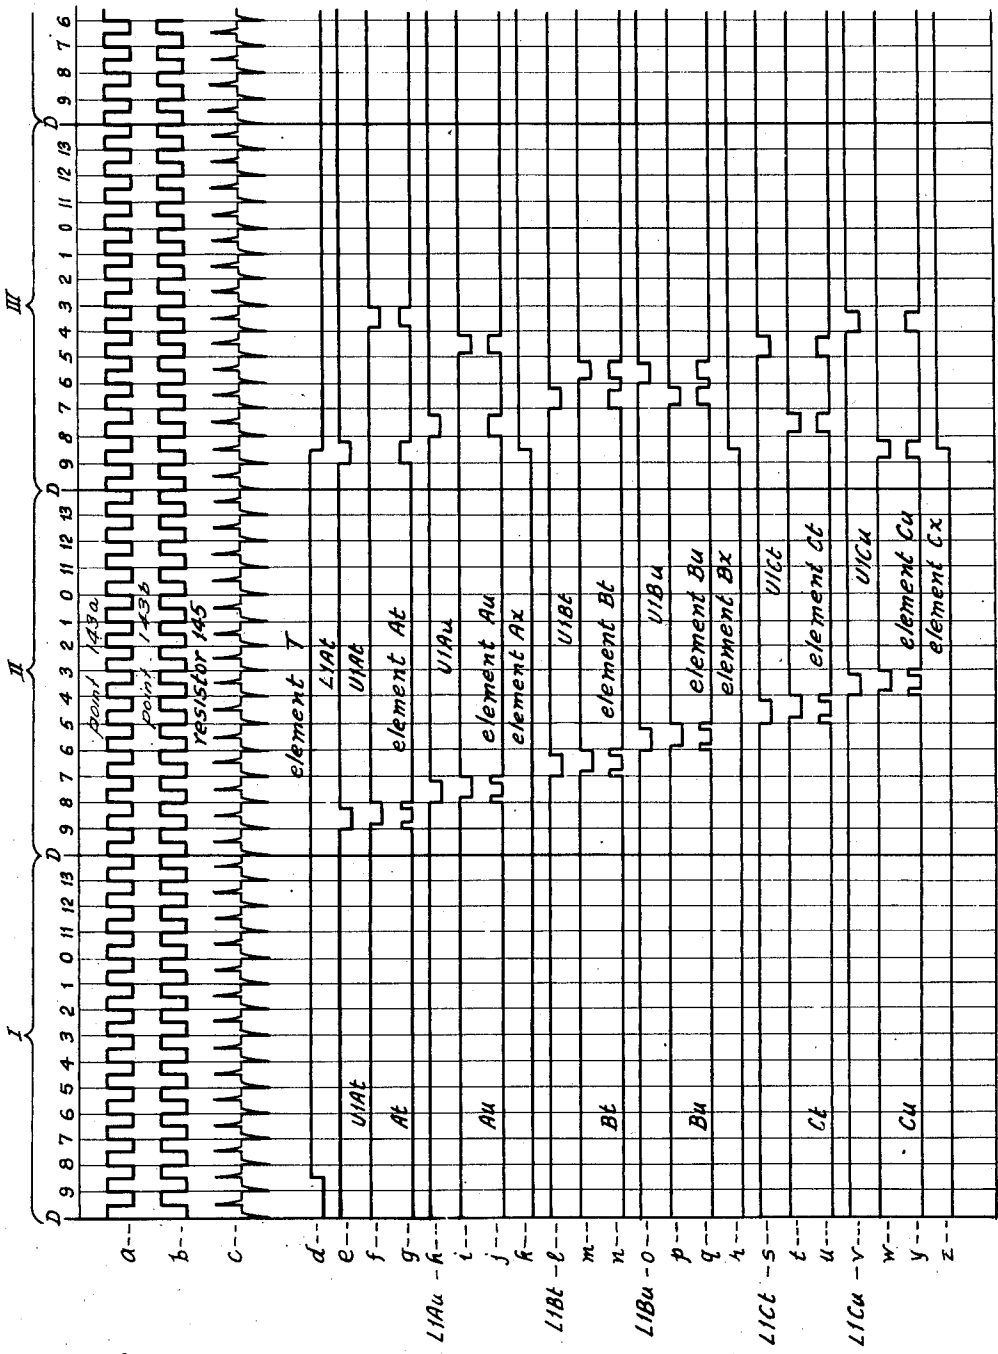 I II III
D 9 8 7 6 5 4 3 2 1 0 11 12 13 D 9 8 7 6 5 4 3 2 1 0 11 12 13 D 9 8 7 6 5 4 3 2 1 0 11 12 13 D 9 8 7 6
point 143a
a--
point 143b
b--
resistor 145
c--
element T
d---
L1At
e---
U1At U1At
f---
At element At
g---
L1Au - h---
U1Au
i---
Au element Au
j---
element Ax
k---
L1Bt - l---
U1Bt
m---
Bt element Bt
n---
L1Bu - o---
U1Bu
p---
Bu element Bu
q---
element Bx
r---
L1Ct - s---
U1Ct
t---
Ct element Ct
u---
L1Cu - v---
U1Cu
w---
Cu element Cu
y---
element Cx
z---